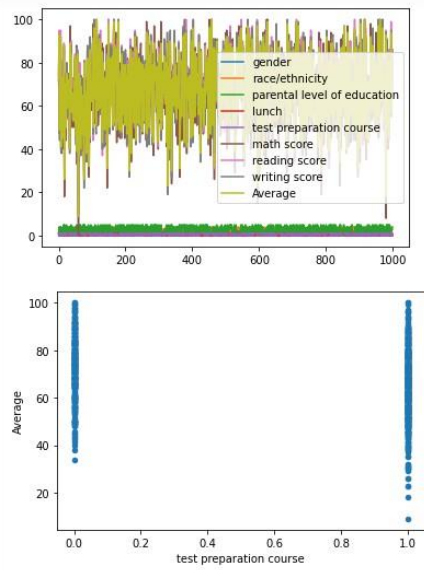 100
80
60
40
20
0
gender
race/ethnicity
parental level of education
lunch
test preparation course
math score
reading score
writing score
Average
0 200 400 600 800 1000
100
80
60
40
20
Average
0.0 0.2 0.4 0.6 0.8 1.0
test preparation course